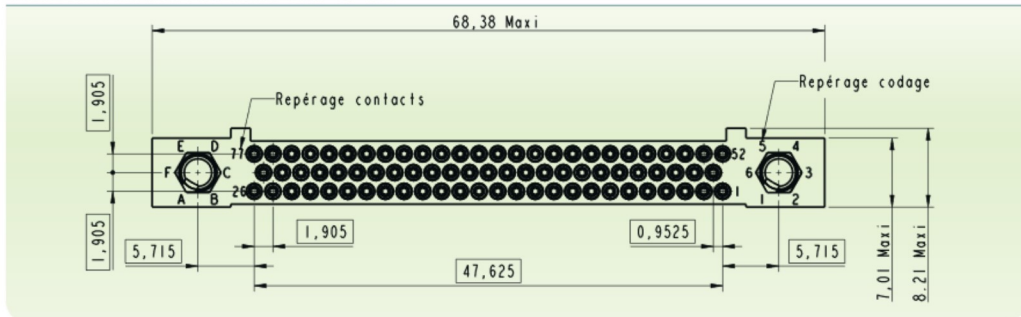 68,38 Maxi
1,905
Repérage contacts
Repérage codage
E D
77
52
5 4
F C
6 3
26
1
A B
1 2
1,905
5,715
1,905
0,9525
5,715
47,625
7,01 Maxi
8.21 Maxi